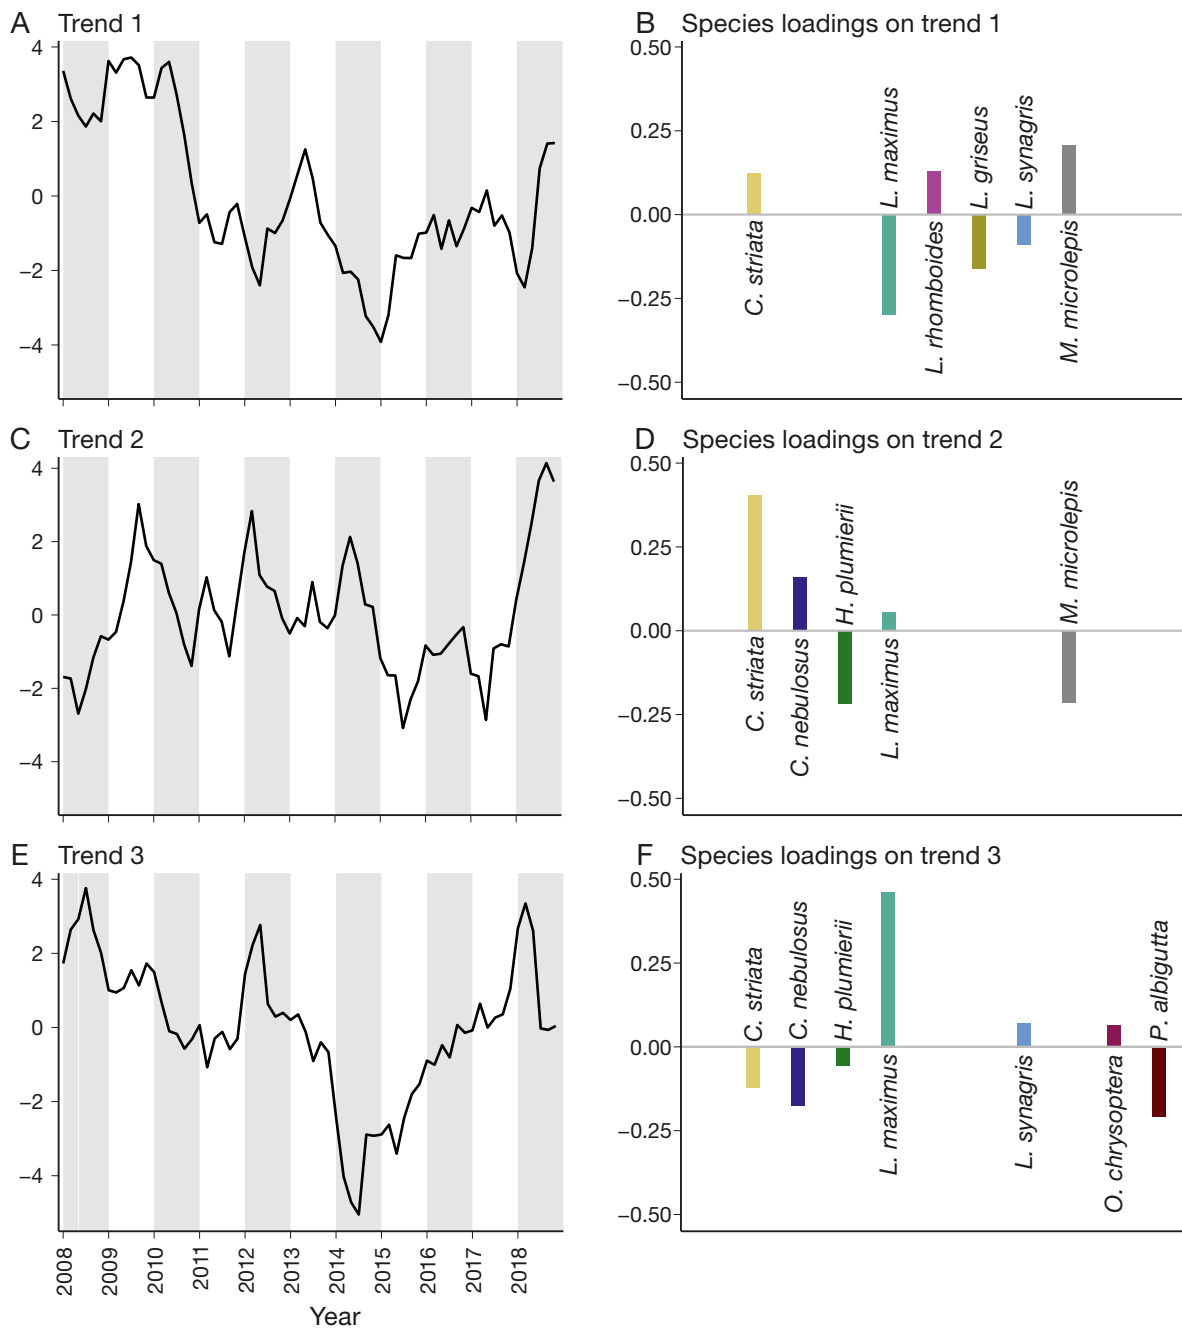 A Trend 1
4
2
0
−2
−4
B Species loadings on trend 1
0.50
0.25
0.00
−0.25
−0.50
C. striata
L. maximus
L. rhomboides
L. griseus
L. synagris
M. microlepis
C Trend 2
4
2
0
−2
−4
D Species loadings on trend 2
0.50
0.25
0.00
−0.25
−0.50
C. striata
C. nebulosus
H. plumierii
L. maximus
M. microlepis
E Trend 3
4
2
0
−2
−4
2008
2009
2010
2011
2012
2013
2014
2015
2016
2017
2018
Year
F Species loadings on trend 3
0.50
0.25
0.00
−0.25
−0.50
C. striata
C. nebulosus
H. plumierii
L. maximus
L. synagris
O. chrysoptera
P. albigutta